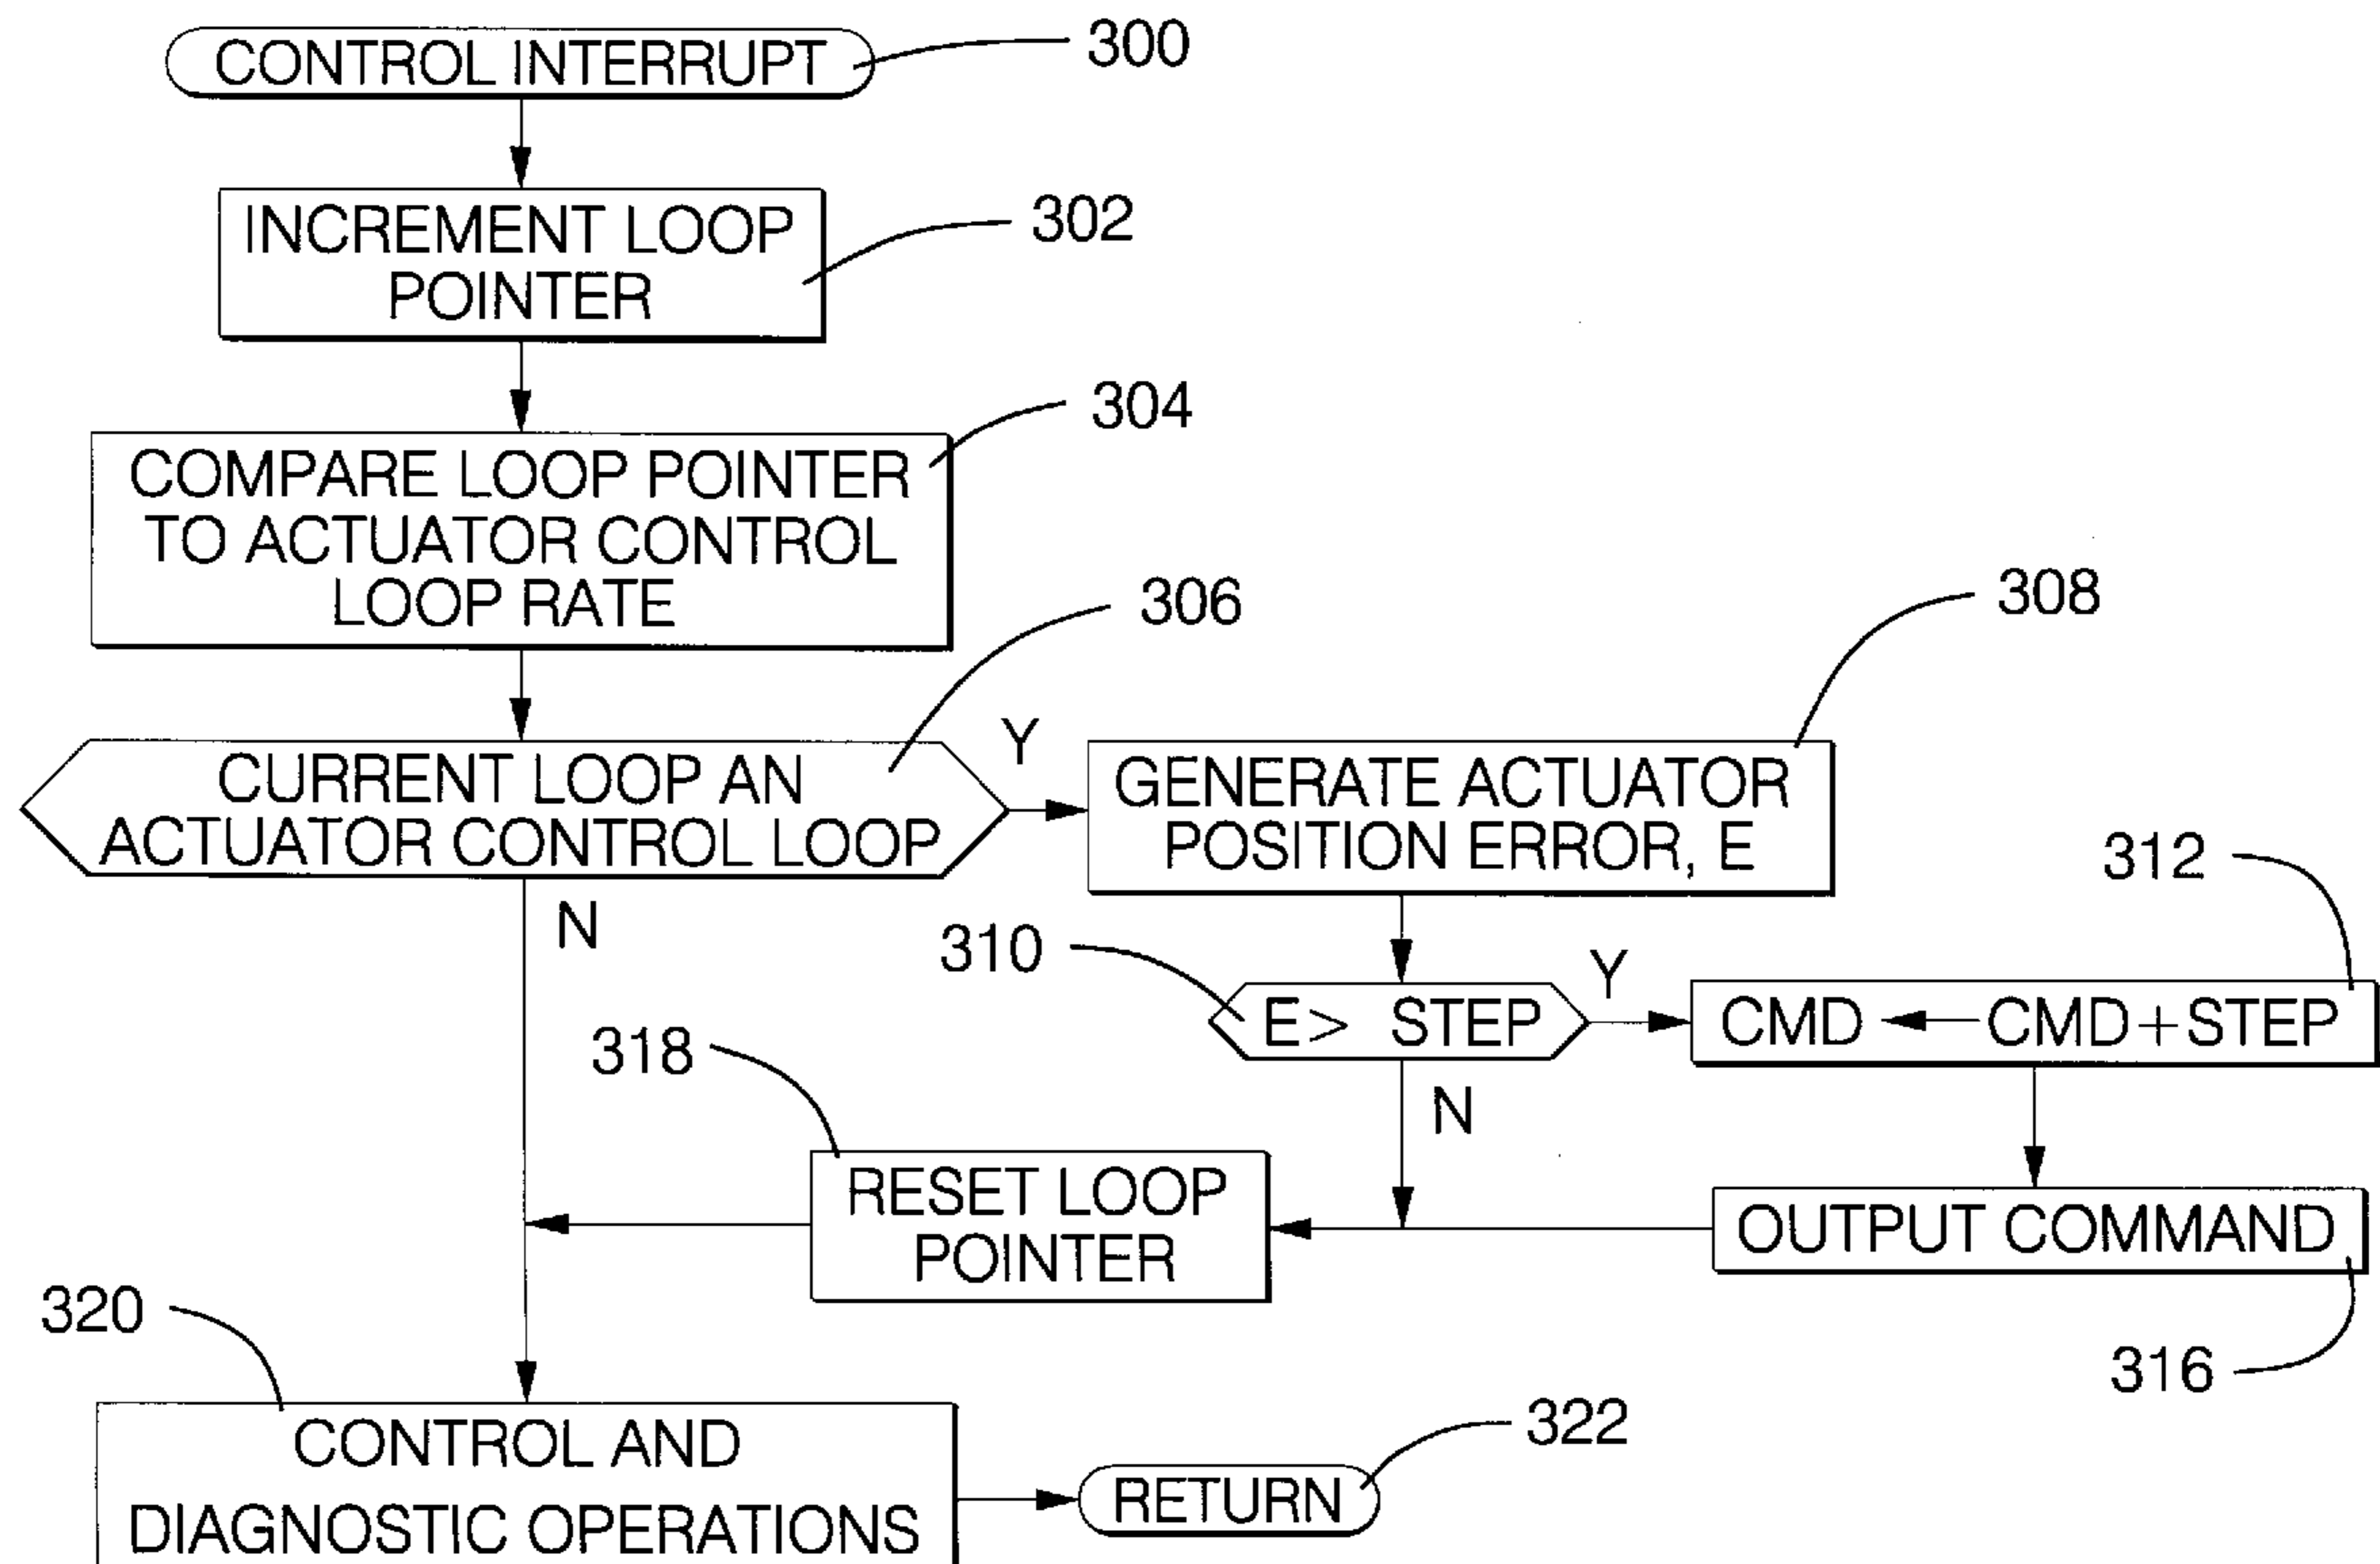 CONTROL INTERRUPT
300
INCREMENT LOOP
POINTER
302
COMPARE LOOP POINTER
TO ACTUATOR CONTROL
LOOP RATE
304
CURRENT LOOP AN
ACTUATOR CONTROL LOOP
306
Y
N
GENERATE ACTUATOR
POSITION ERROR, E
308
310
E> STEP
Y
N
CMD ← CMD+STEP
312
OUTPUT COMMAND
316
318
RESET LOOP
POINTER
320
CONTROL AND
DIAGNOSTIC OPERATIONS
RETURN
322